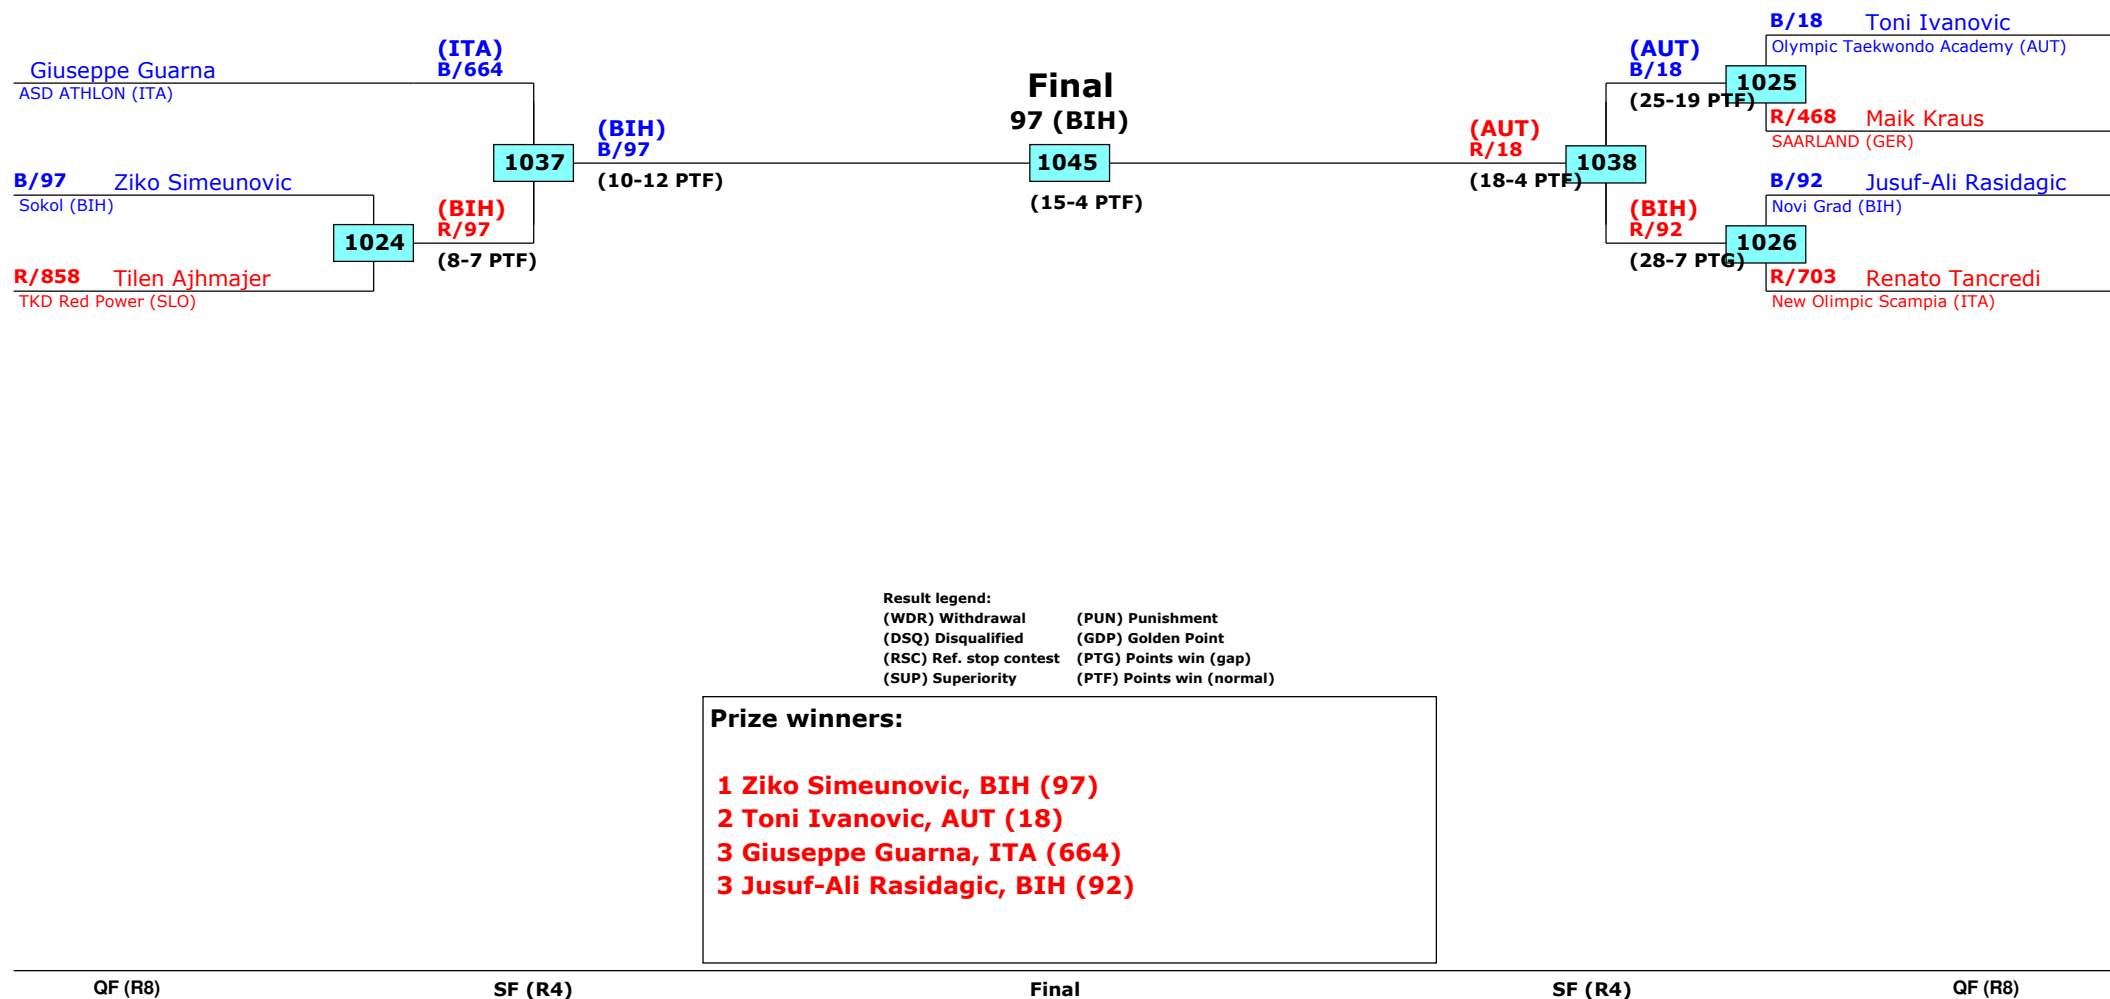 Giuseppe Guarna
ASD ATHLON (ITA)
B/97 Ziko Simeunovic
Sokol (BIH)
R/858 Tilen Ajhmajer
TKD Red Power (SLO)
1024
(ITA)
B/664
(BIH)
R/97
(8-7 PTF)
1037
(BIH)
B/97
(10-12 PTF)
Final
97 (BIH)
1045
(15-4 PTF)
(AUT)
R/18
(18-4 PTF)
1038
(AUT)
B/18
(25-19 PTF)
(BIH)
R/92
(28-7 PTG)
1025
1026
B/18 Toni Ivanovic
Olympic Taekwondo Academy (AUT)
R/468 Maik Kraus
SAARLAND (GER)
B/92 Jusuf-Ali Rasidagic
Novi Grad (BIH)
R/703 Renato Tancredi
New Olimpic Scampia (ITA)
Result legend:
(WDR) Withdrawal (PUN) Punishment
(DSQ) Disqualified (GDP) Golden Point
(RSC) Ref. stop contest (PTG) Points win (gap)
(SUP) Superiority (PTF) Points win (normal)
Prize winners:
1 Ziko Simeunovic, BIH (97)
2 Toni Ivanovic, AUT (18)
3 Giuseppe Guarna, ITA (664)
3 Jusuf-Ali Rasidagic, BIH (92)
QF (R8) SF (R4) Final SF (R4) QF (R8)